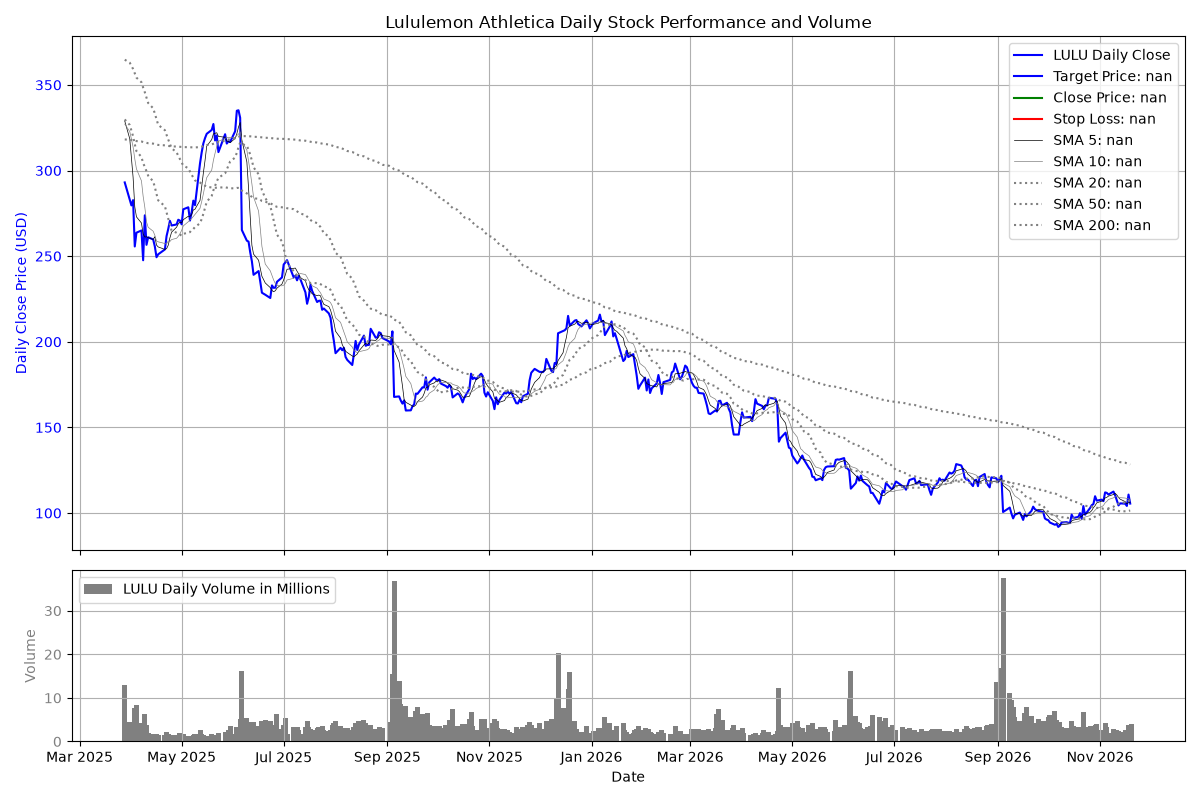 Lululemon Athletica Daily Stock Performance and Volume
Daily Close Price (USD)
350
300
250
200
150
100
LULU Daily Close
Target Price: nan
Close Price: nan
Stop Loss: nan
SMA 5: nan
SMA 10: nan
SMA 20: nan
SMA 50: nan
SMA 200: nan
LULU Daily Volume in Millions
Volume
30
20
10
0
Mar 2025 May 2025 Jul 2025 Sep 2025 Nov 2025 Jan 2026 Mar 2026 May 2026 Jul 2026 Sep 2026 Nov 2026
Date